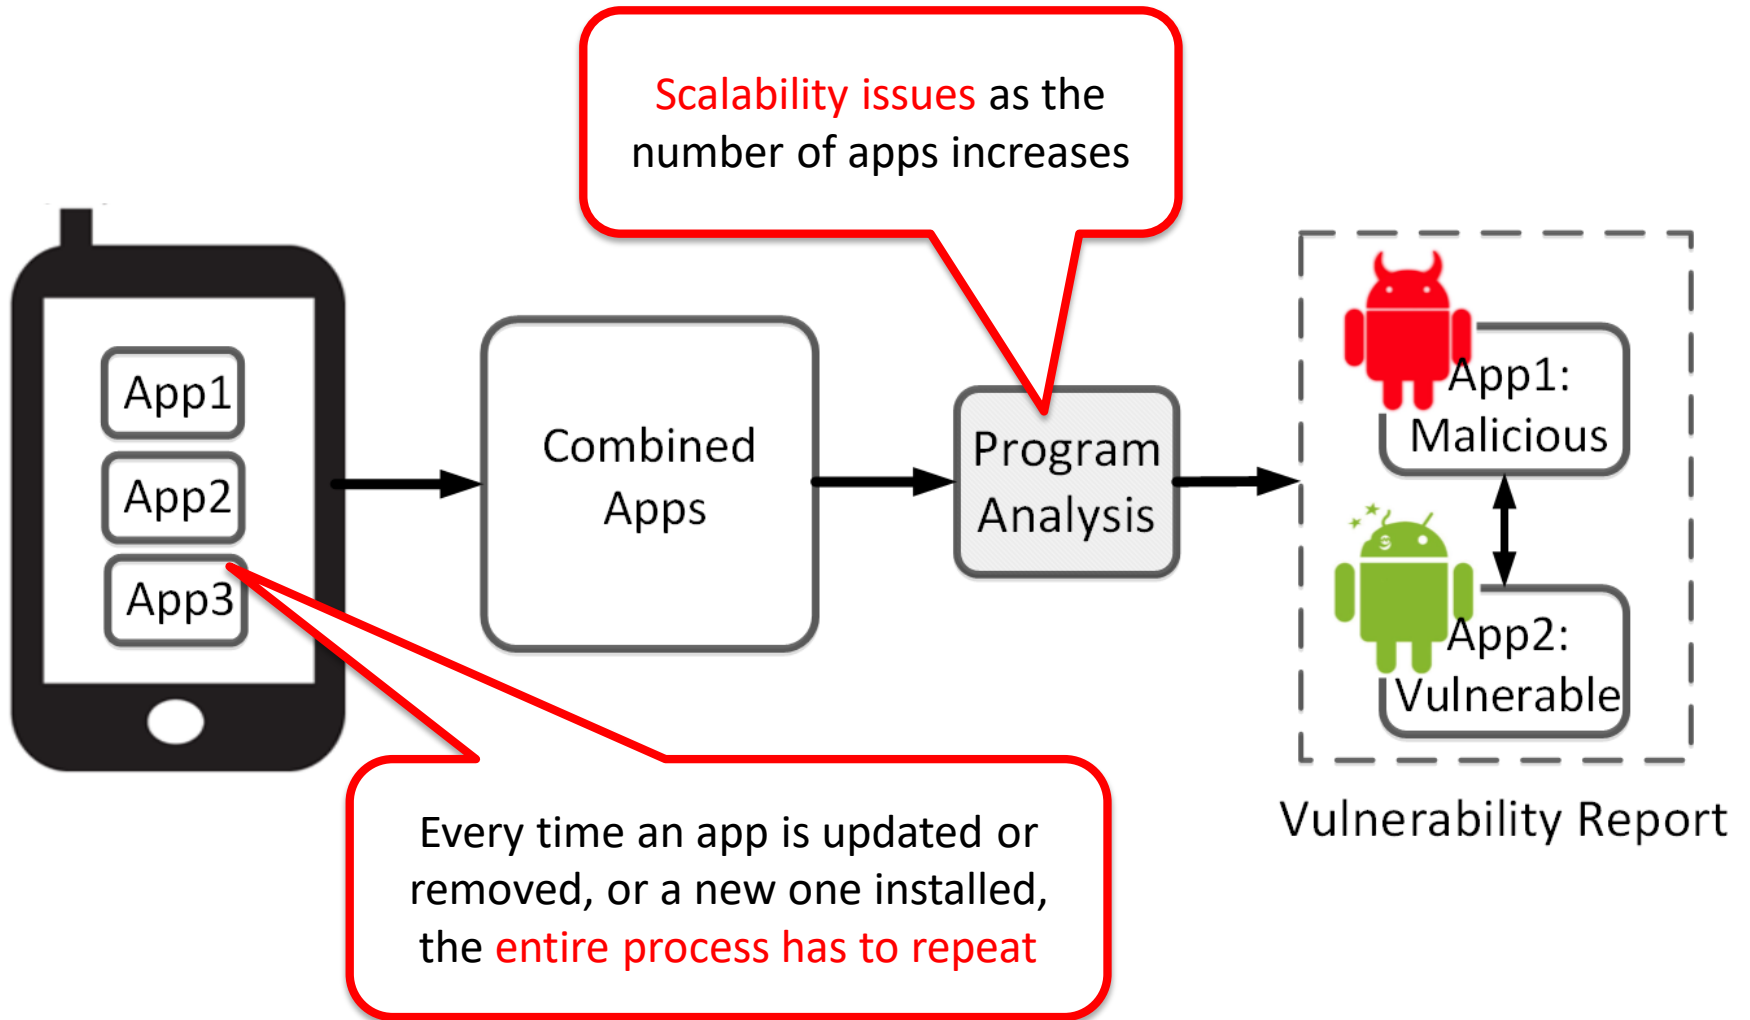 Scalability issues as the
number of apps increases
App1
App2
App3
Combined
Apps
Program
Analysis
App1:
Malicious
App2:
Vulnerable
Vulnerability Report
Every time an app is updated or
removed, or a new one installed,
the entire process has to repeat